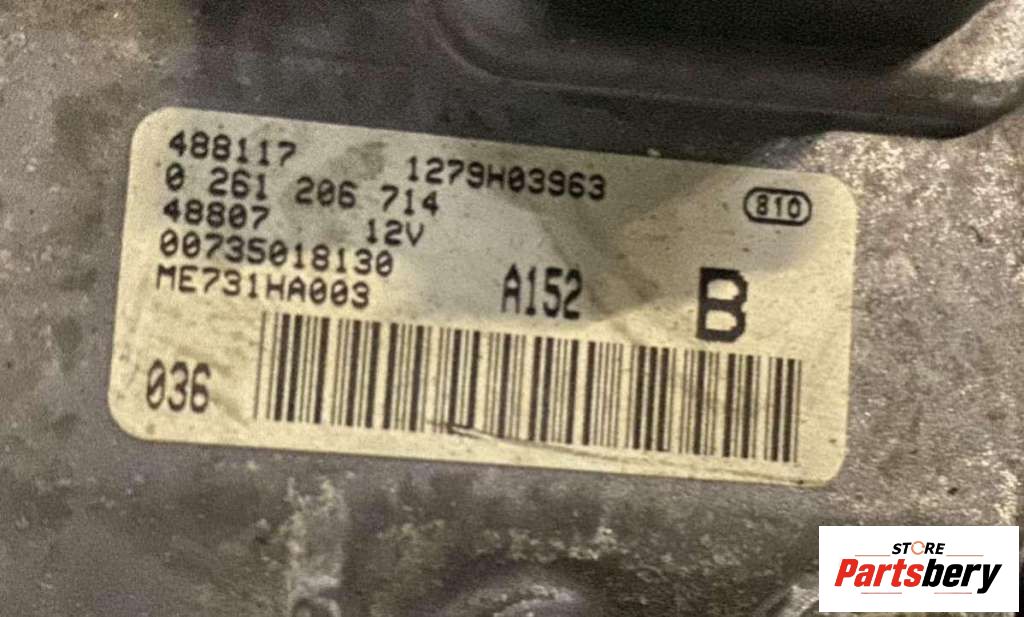 488117 1279H03963
0 261 206 714
810
48807 12V
00735018130
ME731HA003 A152 B
036
STORE
Partsbery